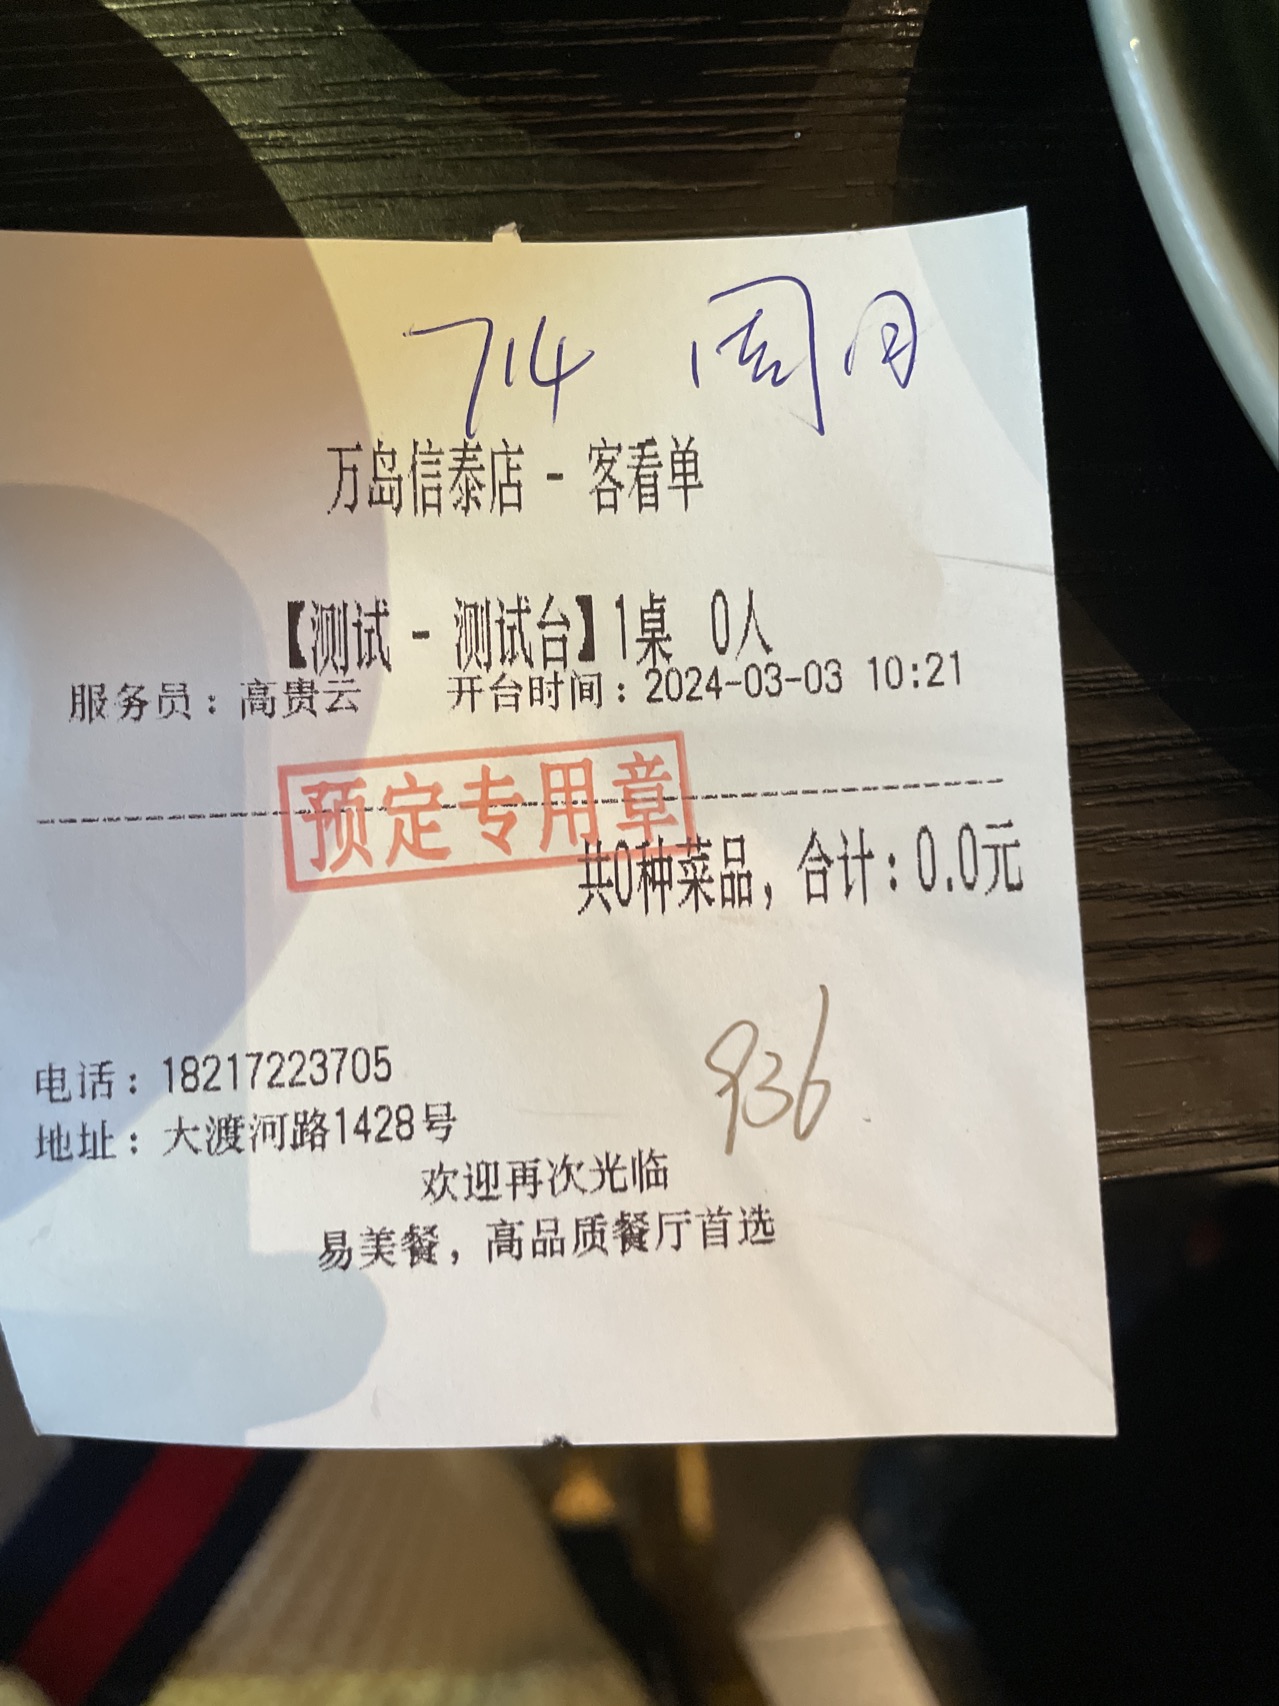 714 周月
万岛信泰店 - 客看单
【测试 - 测试台】1桌 0人
服务员：高贵云 开台时间：2024-03-03 10:21
预定专用章
共0种菜品，合计：0.0元
936
电话：18217223705
地址：大渡河路1428号
欢迎再次光临
易美餐，高品质餐厅首选